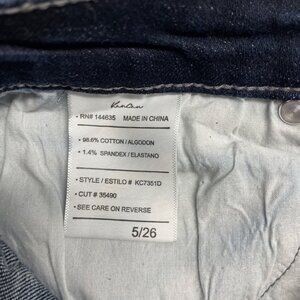 KanCan
• RN# 144635 MADE IN CHINA
• 98.6% COTTON / ALGODON
• 1.4% SPANDEX / ELASTANO
• STYLE / ESTILO # KC7351D
• CUT # 35490
• SEE CARE ON REVERSE
5/26